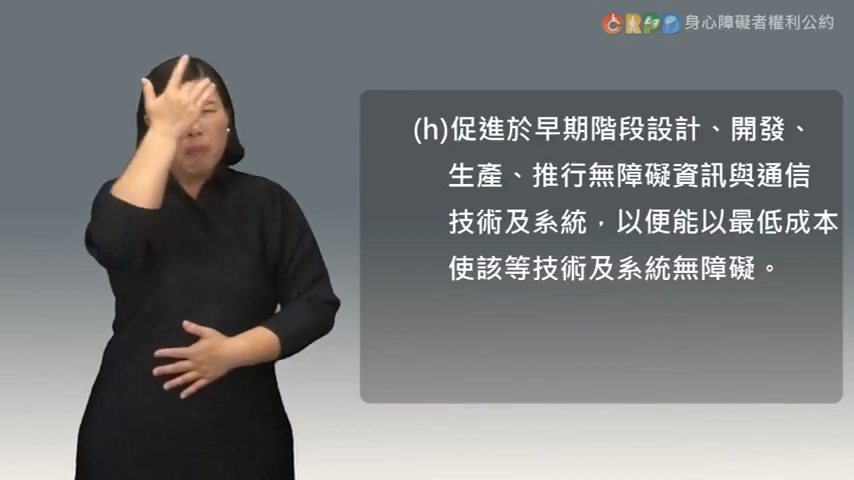 CRPD 身心障礙者權利公約
(h)促進於早期階段設計、開發、
生產、推行無障礙資訊與通信
技術及系統，以便能以最低成本
使該等技術及系統無障礙。